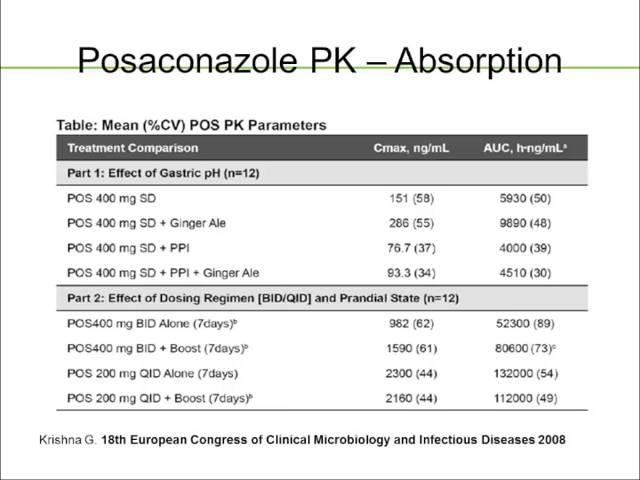 Posaconazole PK – Absorption
Table: Mean (%CV) POS PK Parameters
Treatment Comparison Cmax, ng/mL AUC, h·ng/mLᵃ
Part 1: Effect of Gastric pH (n=12)
POS 400 mg SD 151 (58) 5930 (50)
POS 400 mg SD + Ginger Ale 286 (55) 9890 (48)
POS 400 mg SD + PPI 76.7 (37) 4000 (39)
POS 400 mg SD + PPI + Ginger Ale 93.3 (34) 4510 (30)
Part 2: Effect of Dosing Regimen [BID/QID] and Prandial State (n=12)
POS400 mg BID Alone (7days)ᵇ 982 (62) 52300 (89)
POS400 mg BID + Boost (7days)ᵇ 1590 (61) 80600 (73)ᶜ
POS 200 mg QID Alone (7days) 2300 (44) 132000 (54)
POS 200 mg QID + Boost (7days)ᵇ 2160 (44) 112000 (49)
Krishna G. 18th European Congress of Clinical Microbiology and Infectious Diseases 2008